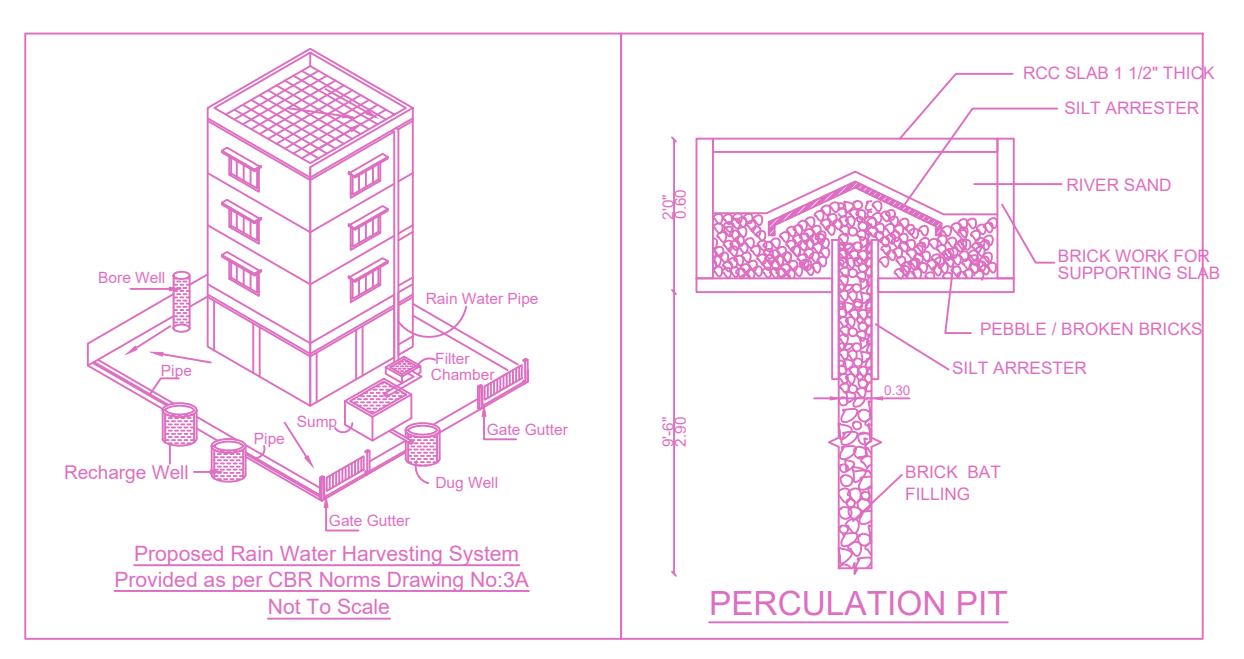 Bore Well
Rain Water Pipe
Filter
Chamber
Pipe
Sump
Pipe
Gate Gutter
Recharge Well
Dug Well
Gate Gutter
Proposed Rain Water Harvesting System
Provided as per CBR Norms Drawing No:3A
Not To Scale
RCC SLAB 1 1/2" THICK
SILT ARRESTER
RIVER SAND
2'0"
0.60
BRICK WORK FOR
SUPPORTING SLAB
PEBBLE / BROKEN BRICKS
SILT ARRESTER
0.30
9'-6"
2.90
BRICK BAT
FILLING
PERCULATION PIT